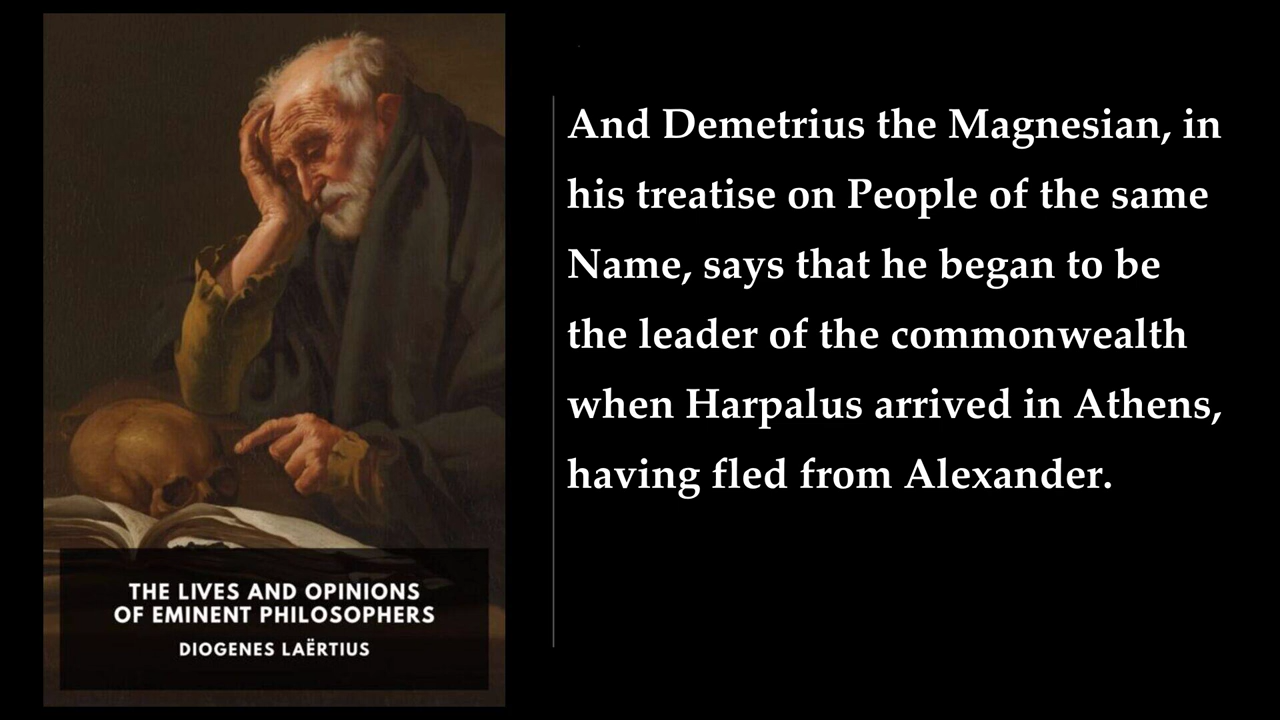 And Demetrius the Magnesian, in
his treatise on People of the same
Name, says that he began to be
the leader of the commonwealth
when Harpalus arrived in Athens,
having fled from Alexander.
THE LIVES AND OPINIONS
OF EMINENT PHILOSOPHERS
DIOGENES LAËRTIUS